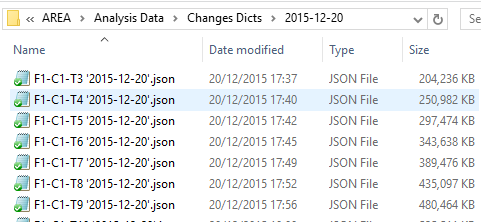 AREA > Analysis Data > Changes Dicts > 2015-12-20
Name Date modified Type Size
F1-C1-T3 '2015-12-20'.json 20/12/2015 17:37 JSON File 204,236 KB
F1-C1-T4 '2015-12-20'.json 20/12/2015 17:40 JSON File 250,982 KB
F1-C1-T5 '2015-12-20'.json 20/12/2015 17:42 JSON File 297,474 KB
F1-C1-T6 '2015-12-20'.json 20/12/2015 17:45 JSON File 343,638 KB
F1-C1-T7 '2015-12-20'.json 20/12/2015 17:49 JSON File 389,476 KB
F1-C1-T8 '2015-12-20'.json 20/12/2015 17:52 JSON File 435,097 KB
F1-C1-T9 '2015-12-20'.json 20/12/2015 17:56 JSON File 480,464 KB